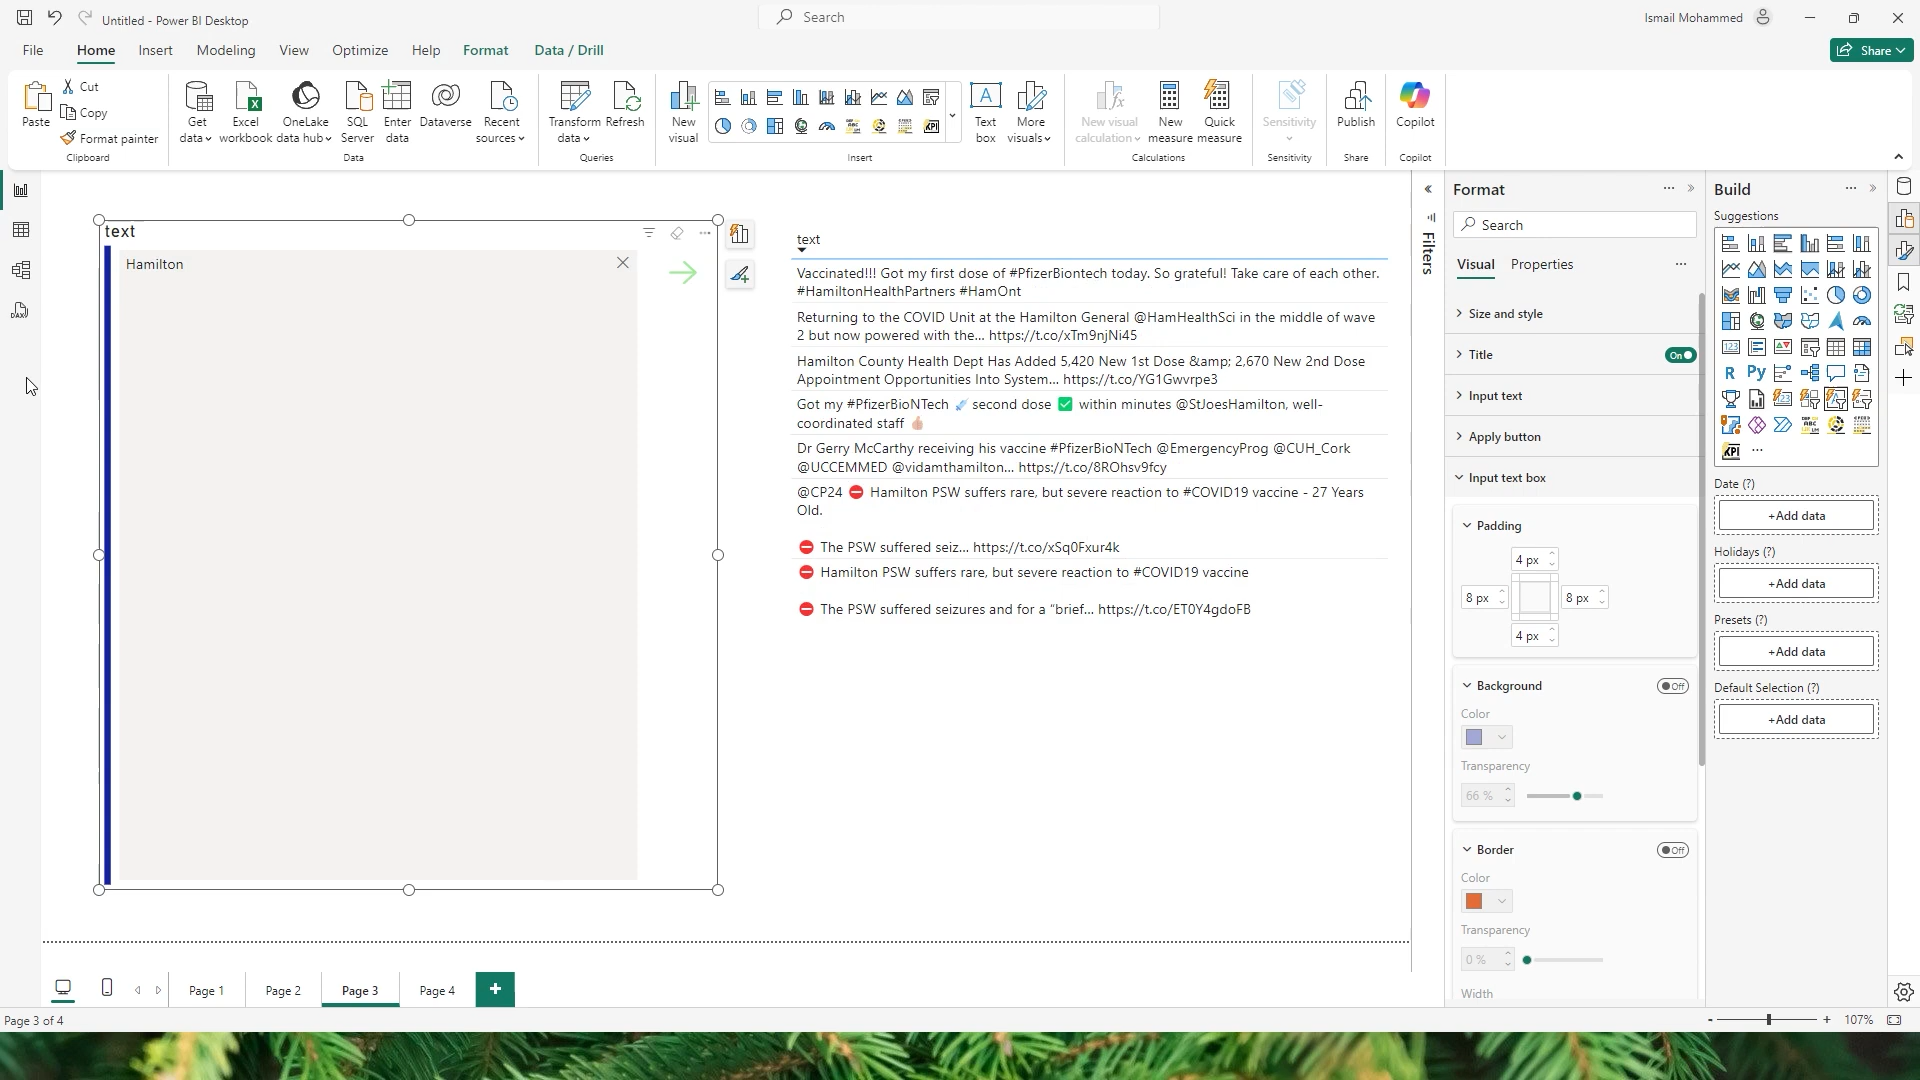 Untitled - Power BI Desktop
Search
Ismail Mohammed
File
Home
Insert
Modeling
View
Optimize
Help
Format
Data / Drill
Share
Paste
Cut
Copy
Format painter
Clipboard
Get data
Excel workbook
OneLake data hub
SQL Server
Enter data
Dataverse
Recent sources
Data
Transform data
Refresh
Queries
New visual
Text box
More visuals
Insert
New visual calculation
New measure
Quick measure
Calculations
Sensitivity
Sensitivity
Publish
Share
Copilot
Copilot
text
Hamilton
text
Vaccinated!!! Got my first dose of #PfizerBiontech today. So grateful! Take care of each other.
#HamiltonHealthPartners #HamOnt
Returning to the COVID Unit at the Hamilton General @HamHealthSci in the middle of wave
2 but now powered with the... https://t.co/xTm9njNi45
Hamilton County Health Dept Has Added 5,420 New 1st Dose &amp; 2,670 New 2nd Dose
Appointment Opportunities Into System... https://t.co/YG1Gwvrpe3
Got my #PfizerBioNTech 💉 second dose ✅ within minutes @StJoesHamilton, well-
coordinated staff 👍🏼
Dr Gerry McCarthy receiving his vaccine #PfizerBioNTech @EmergencyProg @CUH_Cork
@UCCEMMED @vidamthamilton... https://t.co/8ROhsv9fcy
@CP24 ⛔ Hamilton PSW suffers rare, but severe reaction to #COVID19 vaccine - 27 Years
Old.
⛔ The PSW suffered seiz... https://t.co/xSq0Fxur4k
⛔ Hamilton PSW suffers rare, but severe reaction to #COVID19 vaccine
⛔ The PSW suffered seizures and for a “brief... https://t.co/ET0Y4gdoFB
Filters
Format
Search
Visual
Properties
Size and style
Title
On
Input text
Apply button
Input text box
Padding
4 px
8 px
8 px
4 px
Background
Off
Color
Transparency
66 %
Border
Off
Color
Transparency
0 %
Width
Build
Suggestions
R
Py
KPI
Date (?)
+Add data
Holidays (?)
+Add data
Presets (?)
+Add data
Default Selection (?)
+Add data
Page 1
Page 2
Page 3
Page 4
Page 3 of 4
107%